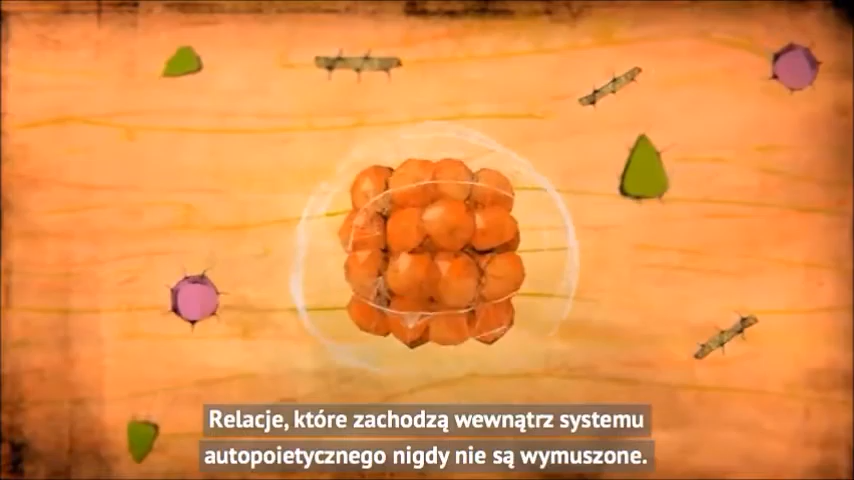 Relacje, które zachodzą wewnątrz systemu
autopoietycznego nigdy nie są wymuszone.